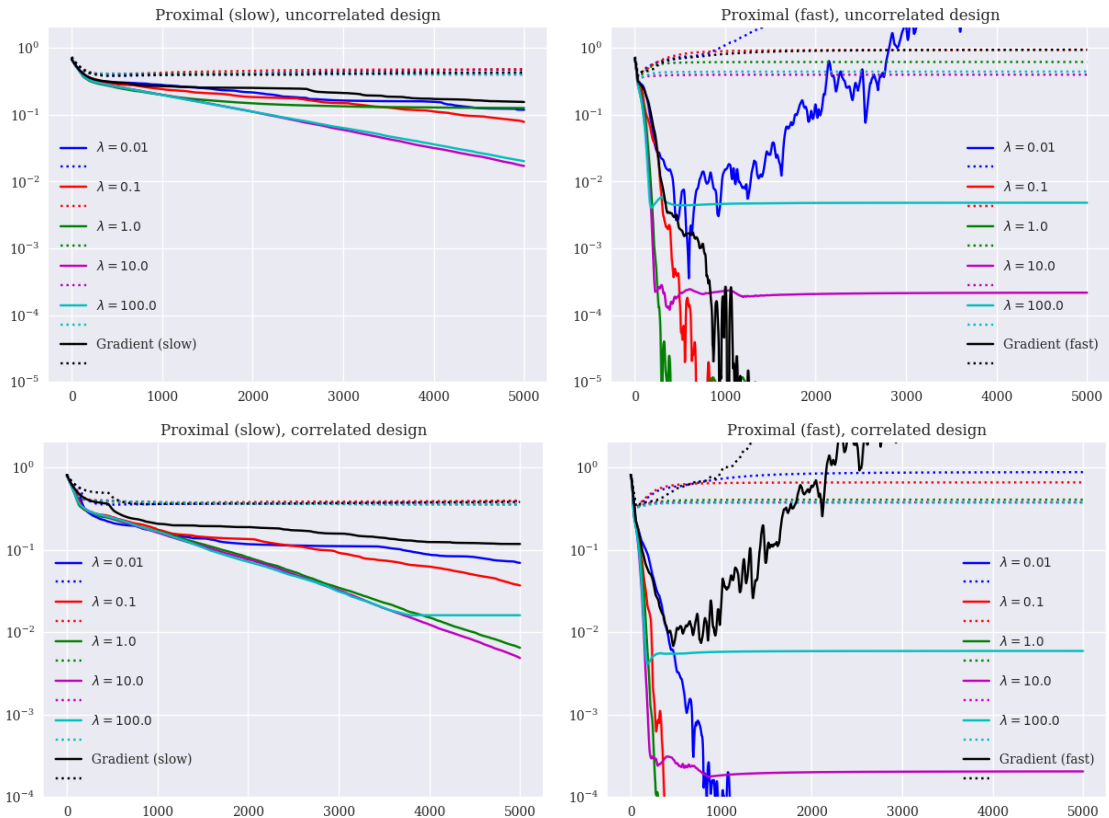 Proximal (slow), uncorrelated design
10⁰
10⁻¹
10⁻²
10⁻³
10⁻⁴
10⁻⁵
λ = 0.01
λ = 0.1
λ = 1.0
λ = 10.0
λ = 100.0
Gradient (slow)
0 1000 2000 3000 4000 5000
Proximal (fast), uncorrelated design
10⁰
10⁻¹
10⁻²
10⁻³
10⁻⁴
10⁻⁵
λ = 0.01
λ = 0.1
λ = 1.0
λ = 10.0
λ = 100.0
Gradient (fast)
0 1000 2000 3000 4000 5000
Proximal (slow), correlated design
10⁰
10⁻¹
10⁻²
10⁻³
10⁻⁴
λ = 0.01
λ = 0.1
λ = 1.0
λ = 10.0
λ = 100.0
Gradient (slow)
0 1000 2000 3000 4000 5000
Proximal (fast), correlated design
10⁰
10⁻¹
10⁻²
10⁻³
10⁻⁴
λ = 0.01
λ = 0.1
λ = 1.0
λ = 10.0
λ = 100.0
Gradient (fast)
0 1000 2000 3000 4000 5000